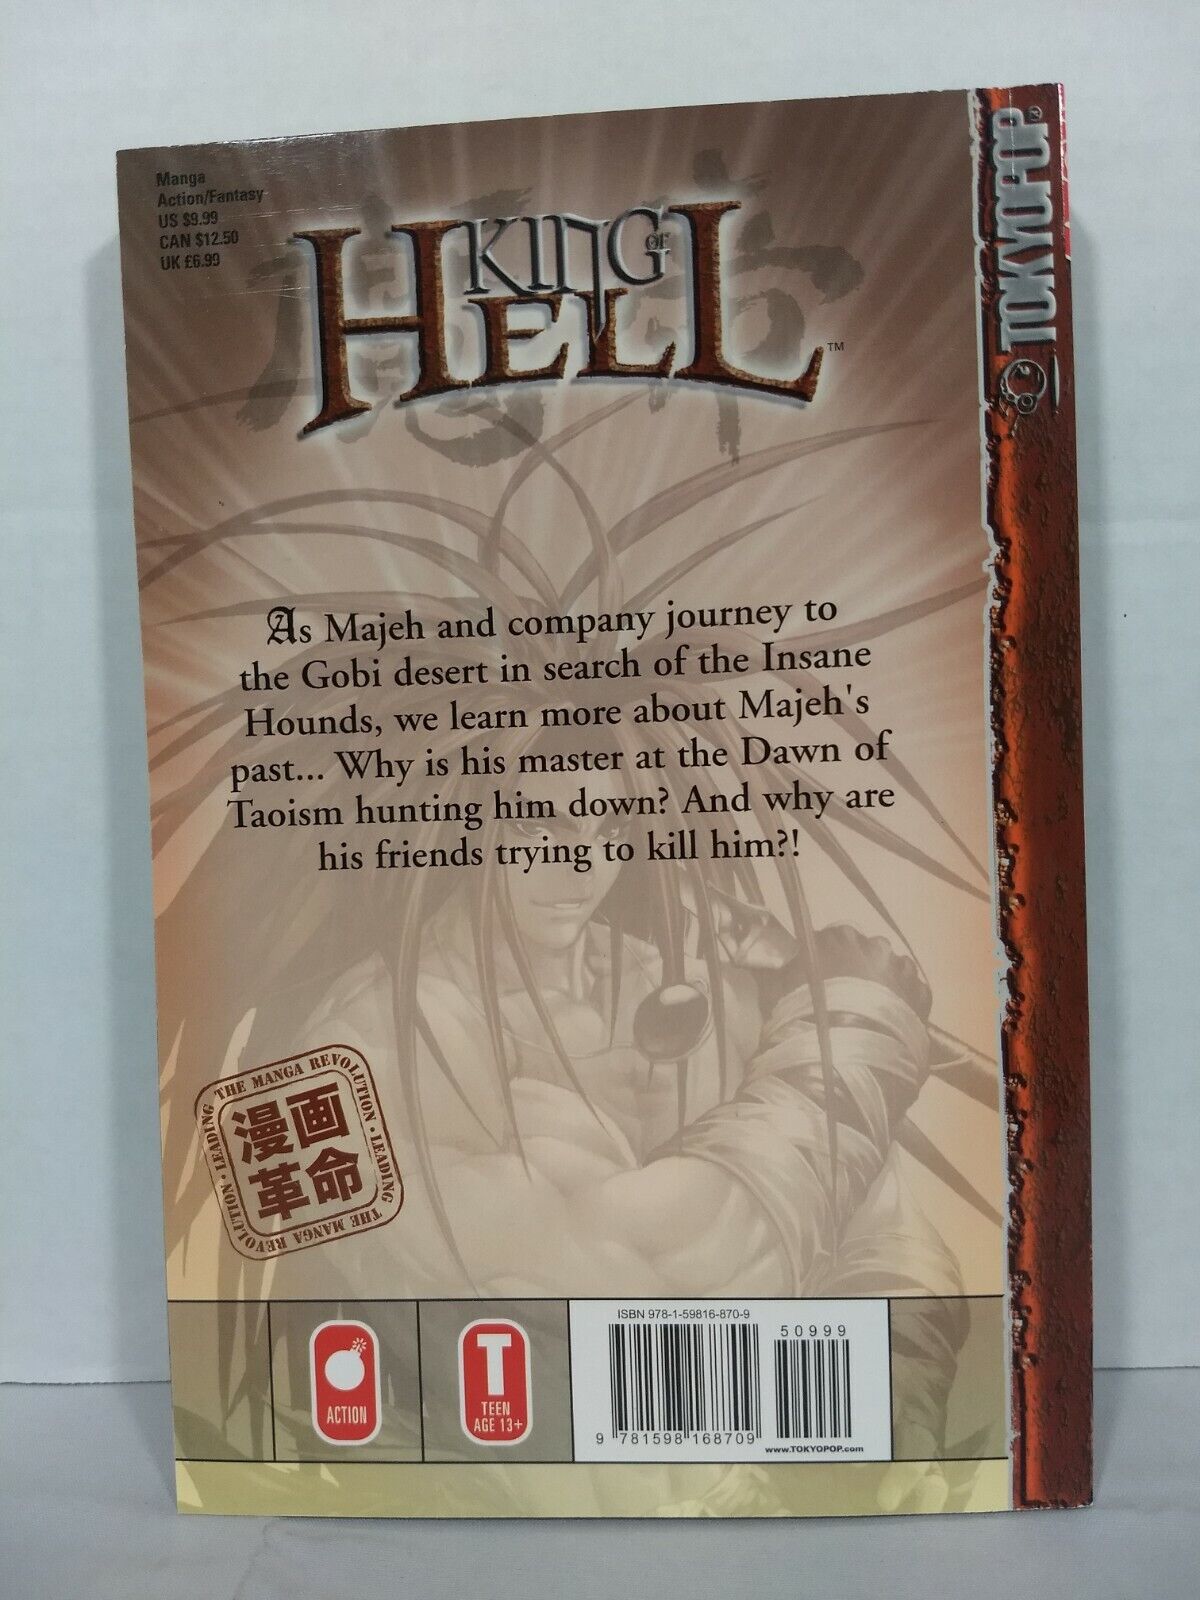 Manga
Action/Fantasy
US $9.99
CAN $12.50
UK £6.99
KING OF
HELL™
TOKYOPOP®
As Majeh and company journey to
the Gobi desert in search of the Insane
Hounds, we learn more about Majeh's
past... Why is his master at the Dawn of
Taoism hunting him down? And why are
his friends trying to kill him?!
LEADING THE MANGA REVOLUTION · LEADING THE MANGA REVOLUTION ·
漫画
革命
ACTION
T
TEEN
AGE 13+
ISBN 978-1-59816-870-9
50999
9 781598 168709
www.TOKYOPOP.com